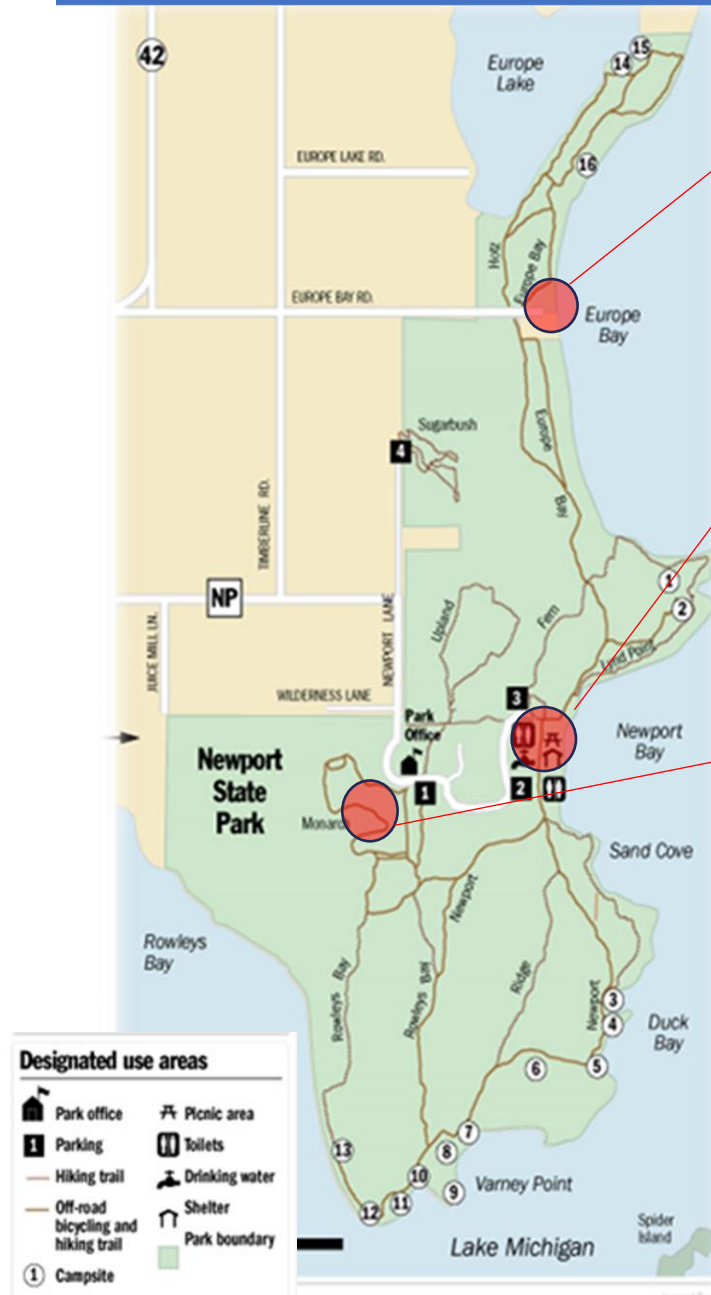 42
15
14
Europe
Lake
EUROPE LAKE RD.
16
Hotz
Europe Bay
EUROPE BAY RD.
Europe
Bay
Sugarbush
4
Europe
Bay
TIMBERLINE RD.
NP
1
2
JUICE MILL LN.
NEWPORT LANE
Upland
Fern
Lynd Point
WILDERNESS LANE
3
Park
Office
Newport
Bay
Newport
State
Park
1
2
Sand Cove
Newport
Rowleys
Bay
Rowleys Bay
Rowleys Bay
Ridge
Newport
3
4
Duck
Bay
5
6
7
8
13
10
9
Varney Point
11
12
Spider
Island
Lake Michigan
Designated use areas
Park office
Picnic area
1 Parking
Toilets
Hiking trail
Drinking water
Off-road
bicycling and
hiking trail
Shelter
Park boundary
1 Campsite